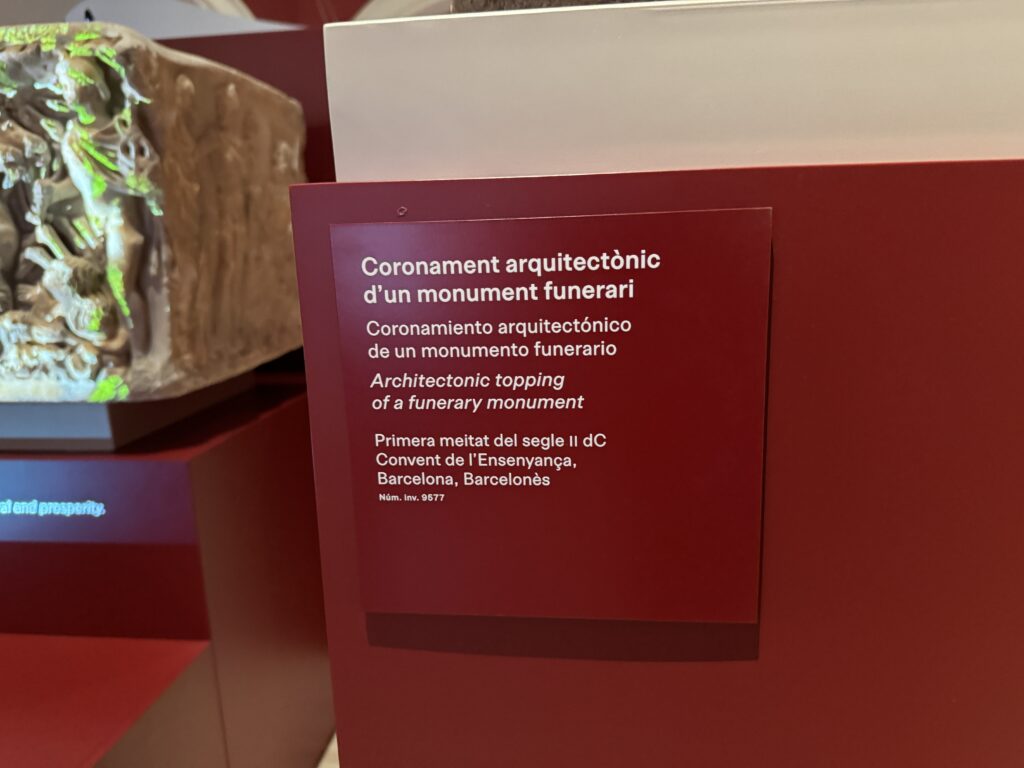 Coronament arquitectònic
d'un monument funerari
Coronamiento arquitectónico
de un monumento funerario
Architectonic topping
of a funerary monument
Primera meitat del segle II dC
Convent de l'Ensenyança,
Barcelona, Barcelonès
Núm. Inv. 9577
and prosperity.